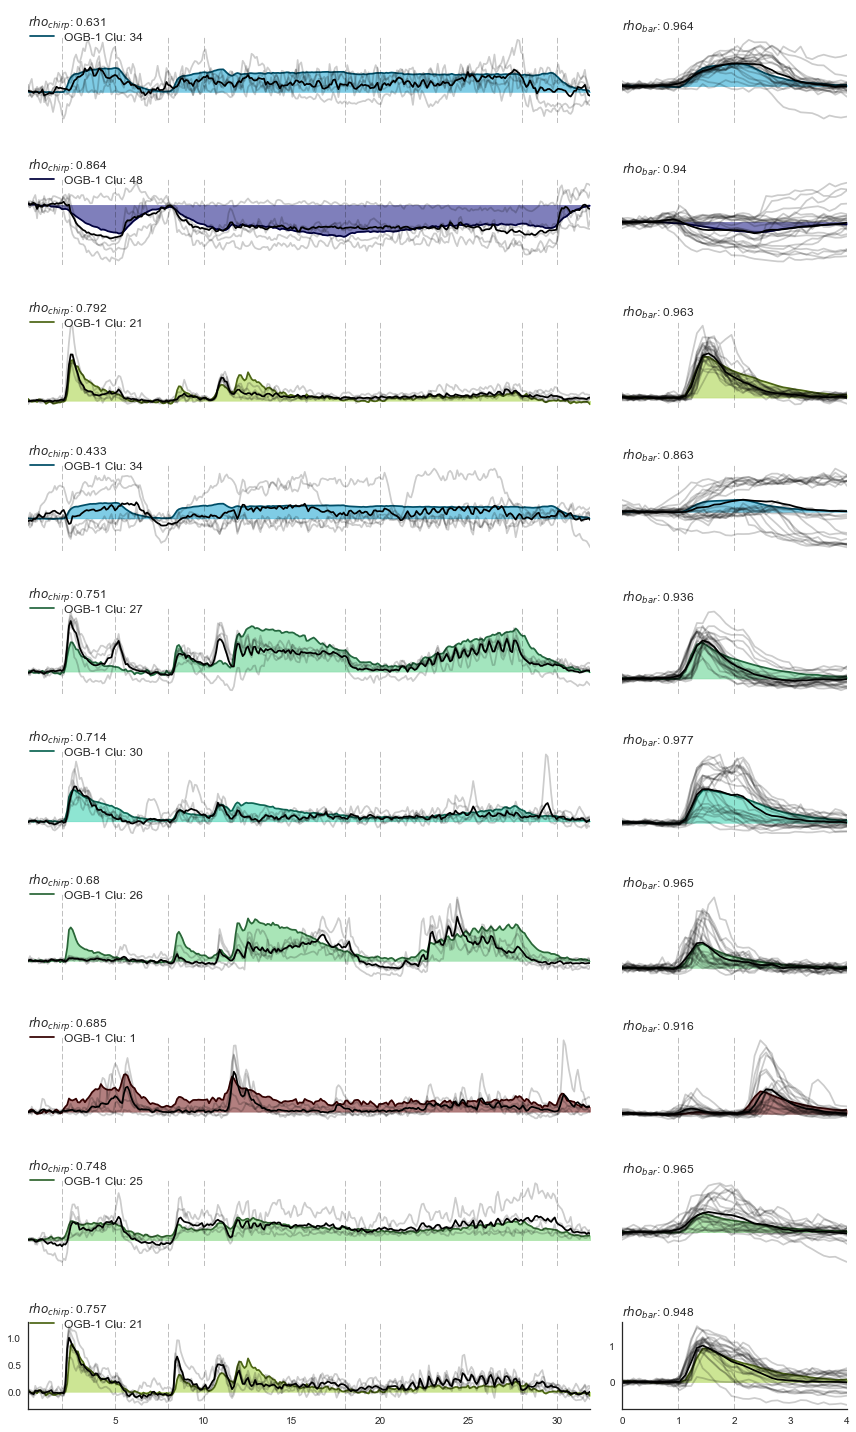 rho_chirp: 0.631
OGB-1 Clu: 34
rho_bar: 0.964
rho_chirp: 0.864
OGB-1 Clu: 48
rho_bar: 0.94
rho_chirp: 0.792
OGB-1 Clu: 21
rho_bar: 0.963
rho_chirp: 0.433
OGB-1 Clu: 34
rho_bar: 0.863
rho_chirp: 0.751
OGB-1 Clu: 27
rho_bar: 0.936
rho_chirp: 0.714
OGB-1 Clu: 30
rho_bar: 0.977
rho_chirp: 0.68
OGB-1 Clu: 26
rho_bar: 0.965
rho_chirp: 0.685
OGB-1 Clu: 1
rho_bar: 0.916
rho_chirp: 0.748
OGB-1 Clu: 25
rho_bar: 0.965
rho_chirp: 0.757
OGB-1 Clu: 21
1.0
0.5
0.0
5 10 15 20 25 30
rho_bar: 0.948
1
0
0 1 2 3 4